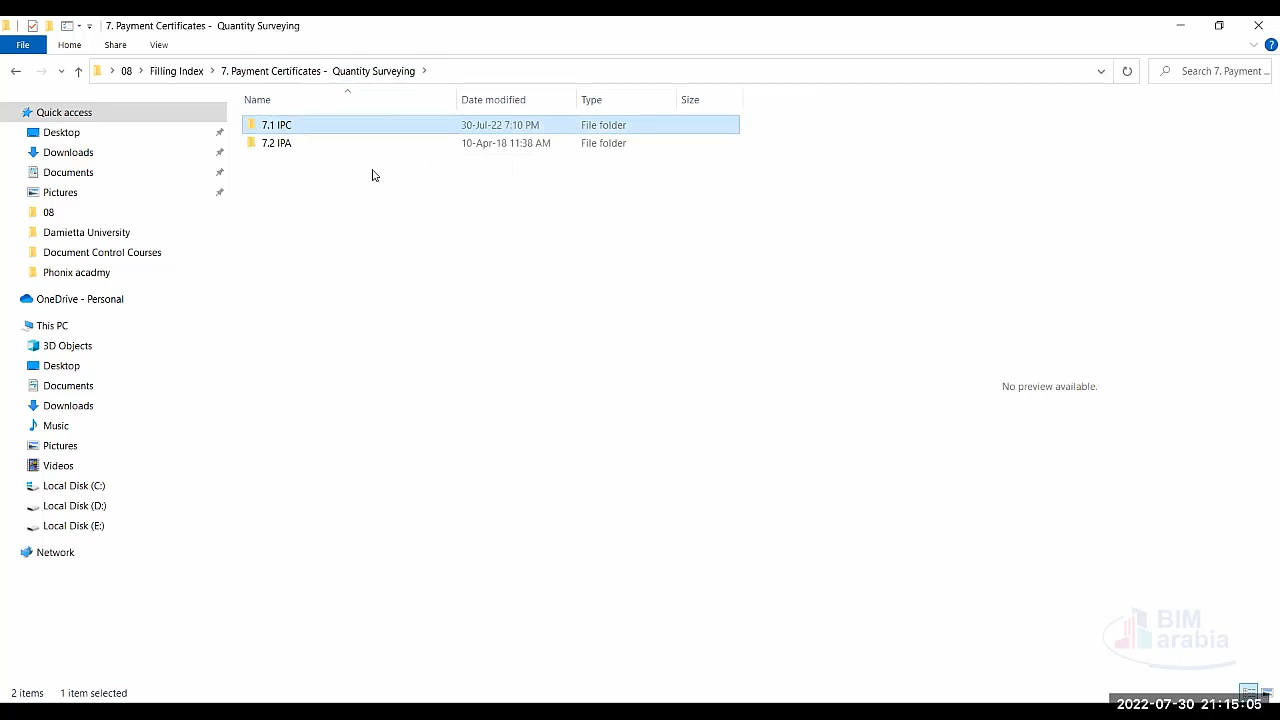 7. Payment Certificates -  Quantity Surveying
File
Home
Share
View
08
Filling Index
7. Payment Certificates -  Quantity Surveying
Search 7. Payment ...
Name
Date modified
Type
Size
7.1 IPC
30-Jul-22 7:10 PM
File folder
7.2 IPA
10-Apr-18 11:38 AM
File folder
Quick access
Desktop
Downloads
Documents
Pictures
08
Damietta University
Document Control Courses
Phonix acadmy
OneDrive - Personal
This PC
3D Objects
Desktop
Documents
Downloads
Music
Pictures
Videos
Local Disk (C:)
Local Disk (D:)
Local Disk (E:)
Network
No preview available.
BIM
arabia
2 items
1 item selected
2022-07-30 21:15:05